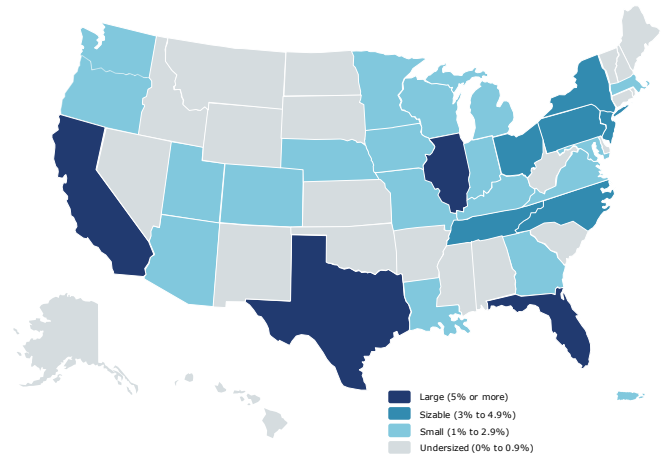 Large (5% or more)
Sizable (3% to 4.9%)
Small (1% to 2.9%)
Undersized (0% to 0.9%)